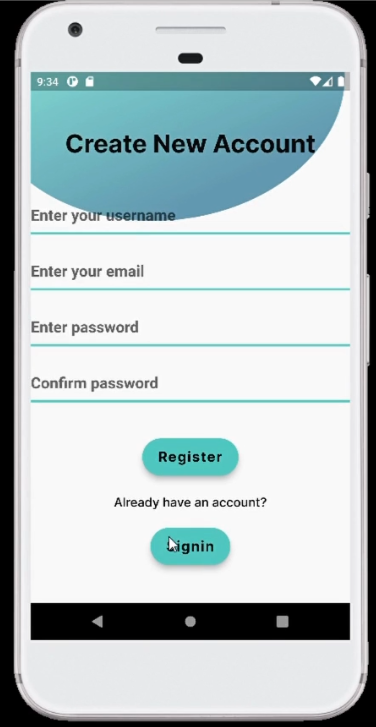 9:34
Create New Account
Enter your username
Enter your email
Enter password
Confirm password
Register
Already have an account?
Signin